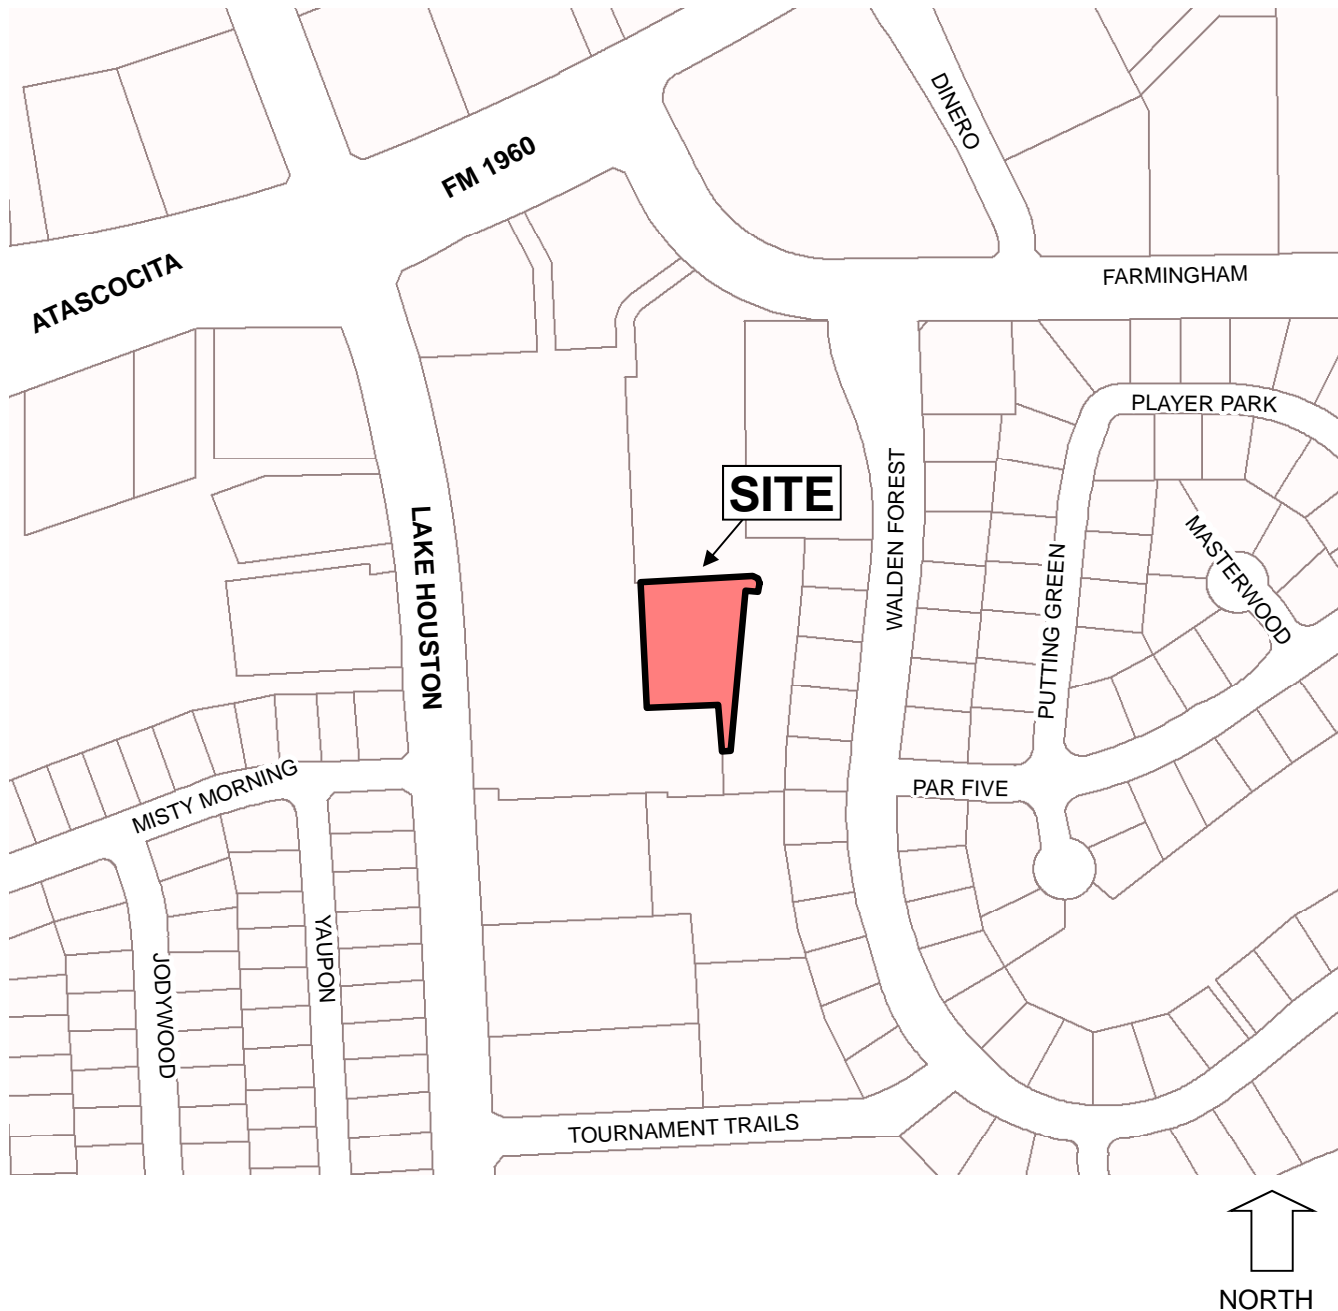 DINERO
FM 1960
ATASCOCITA
FARMINGHAM
PLAYER PARK
SITE
WALDEN FOREST
LAKE HOUSTON
PUTTING GREEN
MASTERWOOD
MISTY MORNING
PAR FIVE
YAUPON
JODYWOOD
TOURNAMENT TRAILS
NORTH